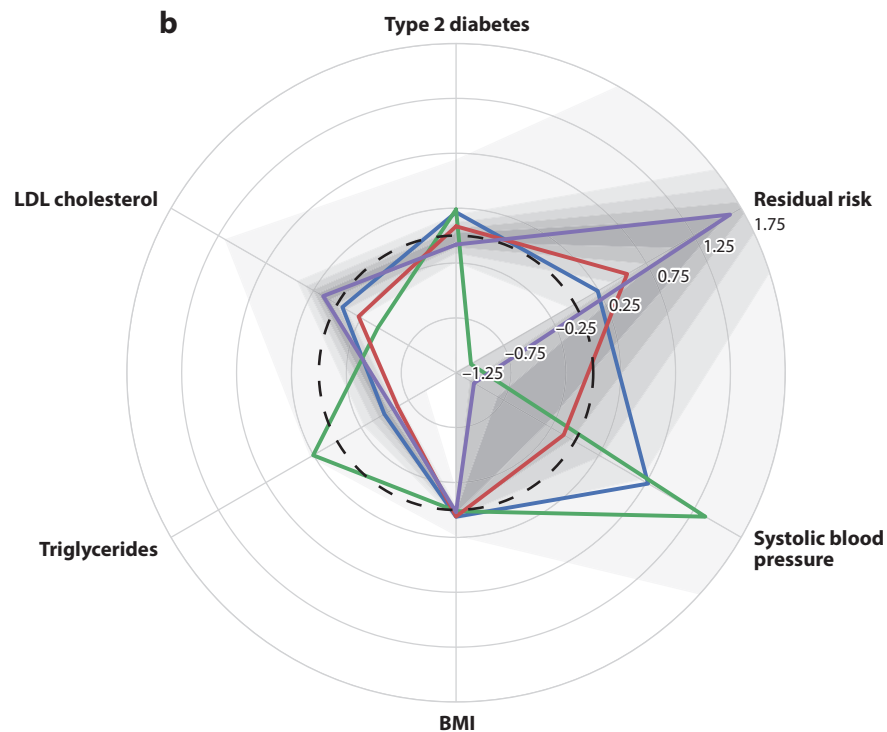 b
Type 2 diabetes
LDL cholesterol
Residual risk
1.75
1.25
0.75
0.25
−0.25
−0.75
−1.25
Triglycerides
Systolic blood
pressure
BMI